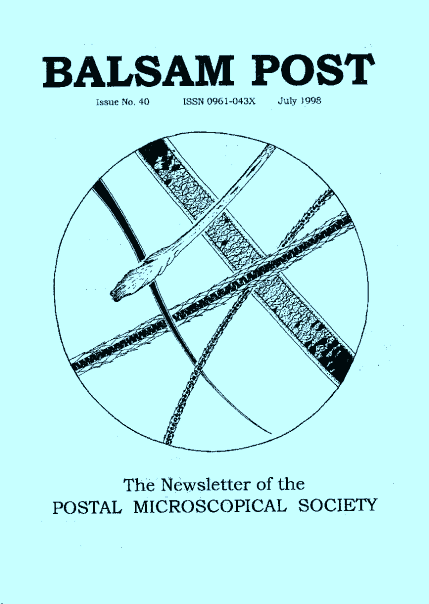 BALSAM POST
Issue No. 40 ISSN 0961-043X July 1998
The Newsletter of the
POSTAL MICROSCOPICAL SOCIETY